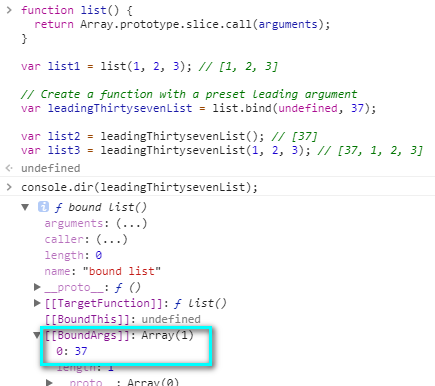 > function list() {
return Array.prototype.slice.call(arguments);
}
var list1 = list(1, 2, 3); // [1, 2, 3]
// Create a function with a preset leading argument
var leadingThirtysevenList = list.bind(undefined, 37);
var list2 = leadingThirtysevenList(); // [37]
var list3 = leadingThirtysevenList(1, 2, 3); // [37, 1, 2, 3]
undefined
> console.dir(leadingThirtysevenList);
▼ i ƒ bound list()
arguments: (...)
caller: (...)
length: 0
name: "bound list"
▶ __proto__: ƒ ()
▶ [[TargetFunction]]: ƒ list()
[[BoundThis]]: undefined
▼ [[BoundArgs]]: Array(1)
0: 37
length: 1
▶ __proto__: Array(0)